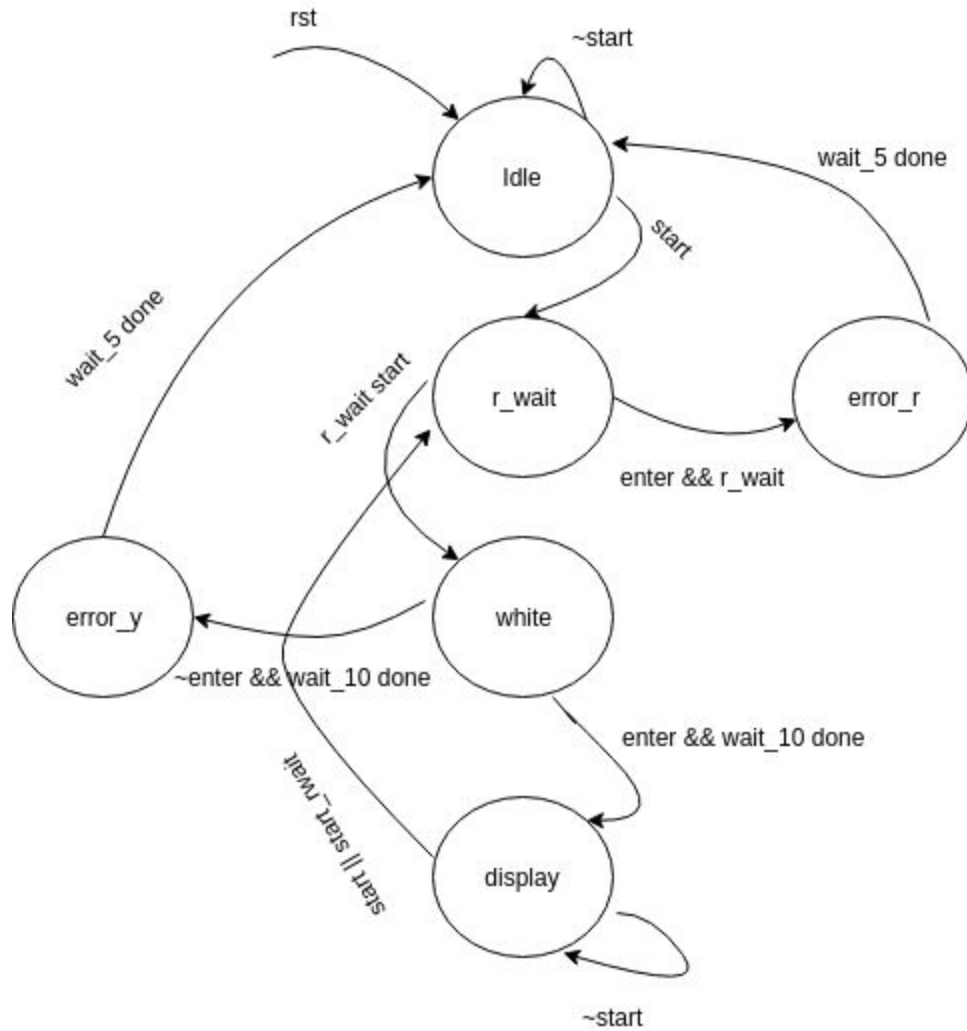 rst
~start
Idle
wait_5 done
start
wait_5 done
r_wait start
r_wait
error_r
enter && r_wait
error_y
white
~enter && wait_10 done
enter && wait_10 done
start || start_rwait
display
~start